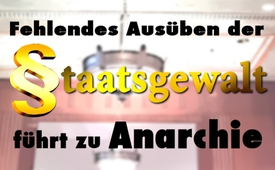 Fehlendes Ausüben der
§taatsgewalt
führt zu Anarchie